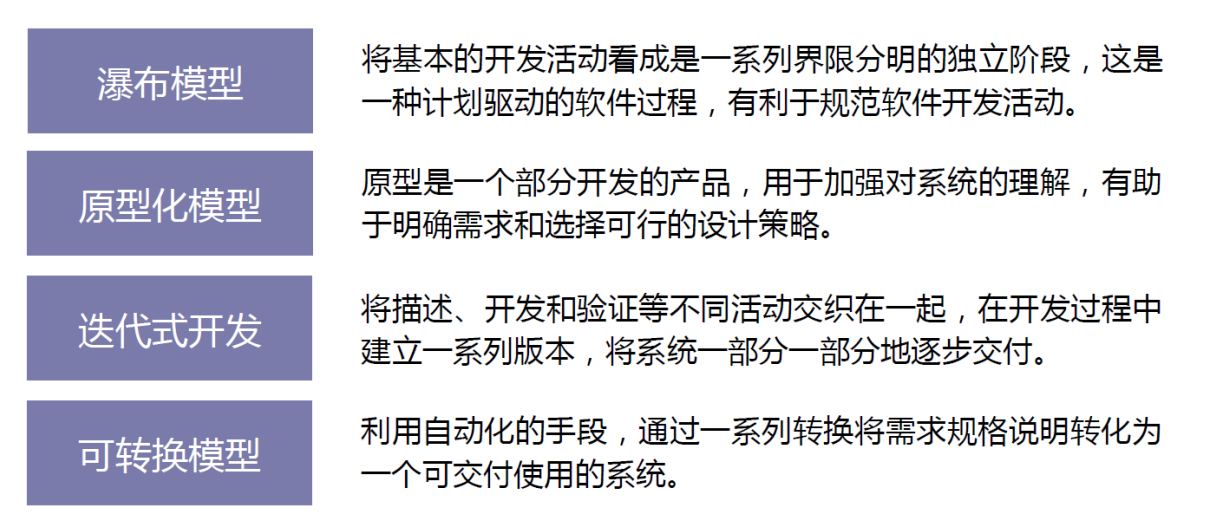 瀑布模型
将基本的开发活动看成是一系列界限分明的独立阶段，这是
一种计划驱动的软件过程，有利于规范软件开发活动。
原型化模型
原型是一个部分开发的产品，用于加强对系统的理解，有助
于明确需求和选择可行的设计策略。
迭代式开发
将描述、开发和验证等不同活动交织在一起，在开发过程中
建立一系列版本，将系统一部分一部分地逐步交付。
可转换模型
利用自动化的手段，通过一系列转换将需求规格说明转化为
一个可交付使用的系统。